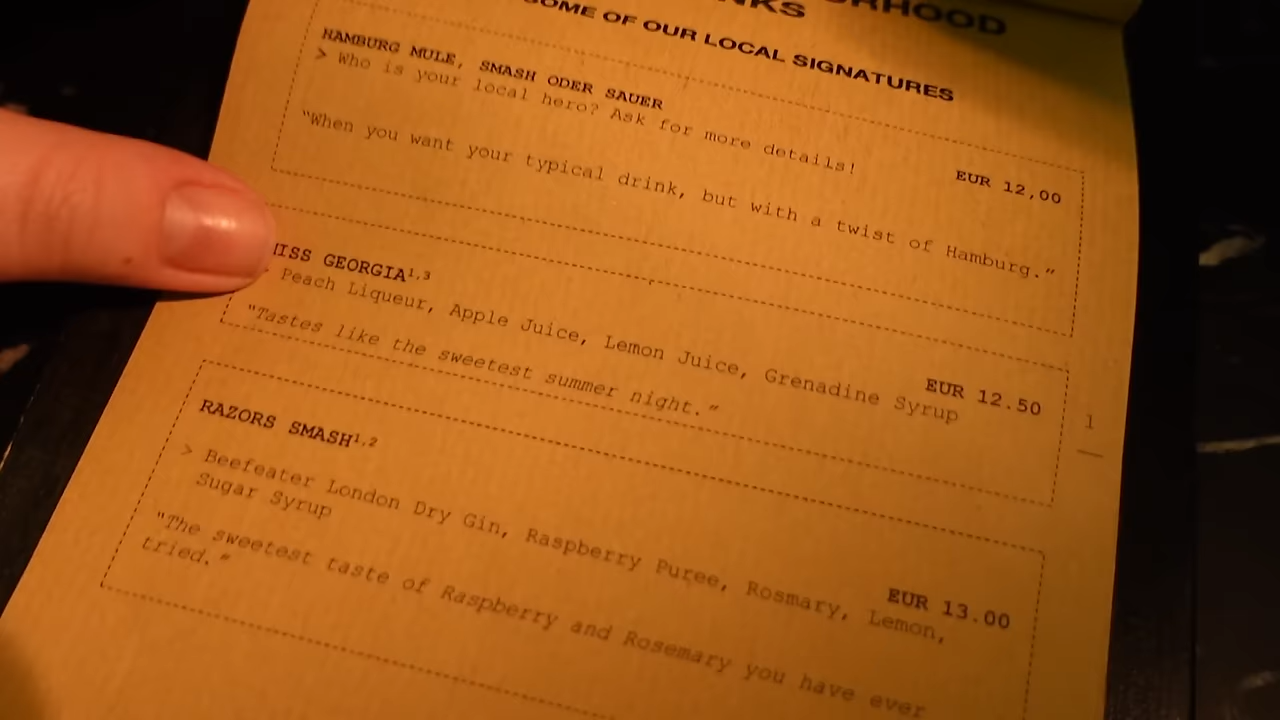 SOME OF OUR LOCAL SIGNATURES
HAMBURG MULE, SMASH ODER SAUER
> Who is your local hero? Ask for more details!
EUR 12,00
"When you want your typical drink, but with a twist of Hamburg."
MISS GEORGIA1,3
Peach Liqueur, Apple Juice, Lemon Juice, Grenadine Syrup
EUR 12.50
"Tastes like the sweetest summer night."
1
RAZORS SMASH1,2
> Beefeater London Dry Gin, Raspberry Puree, Rosmary, Lemon,
Sugar Syrup
EUR 13.00
"The sweetest taste of Raspberry and Rosemary you have ever
tried."